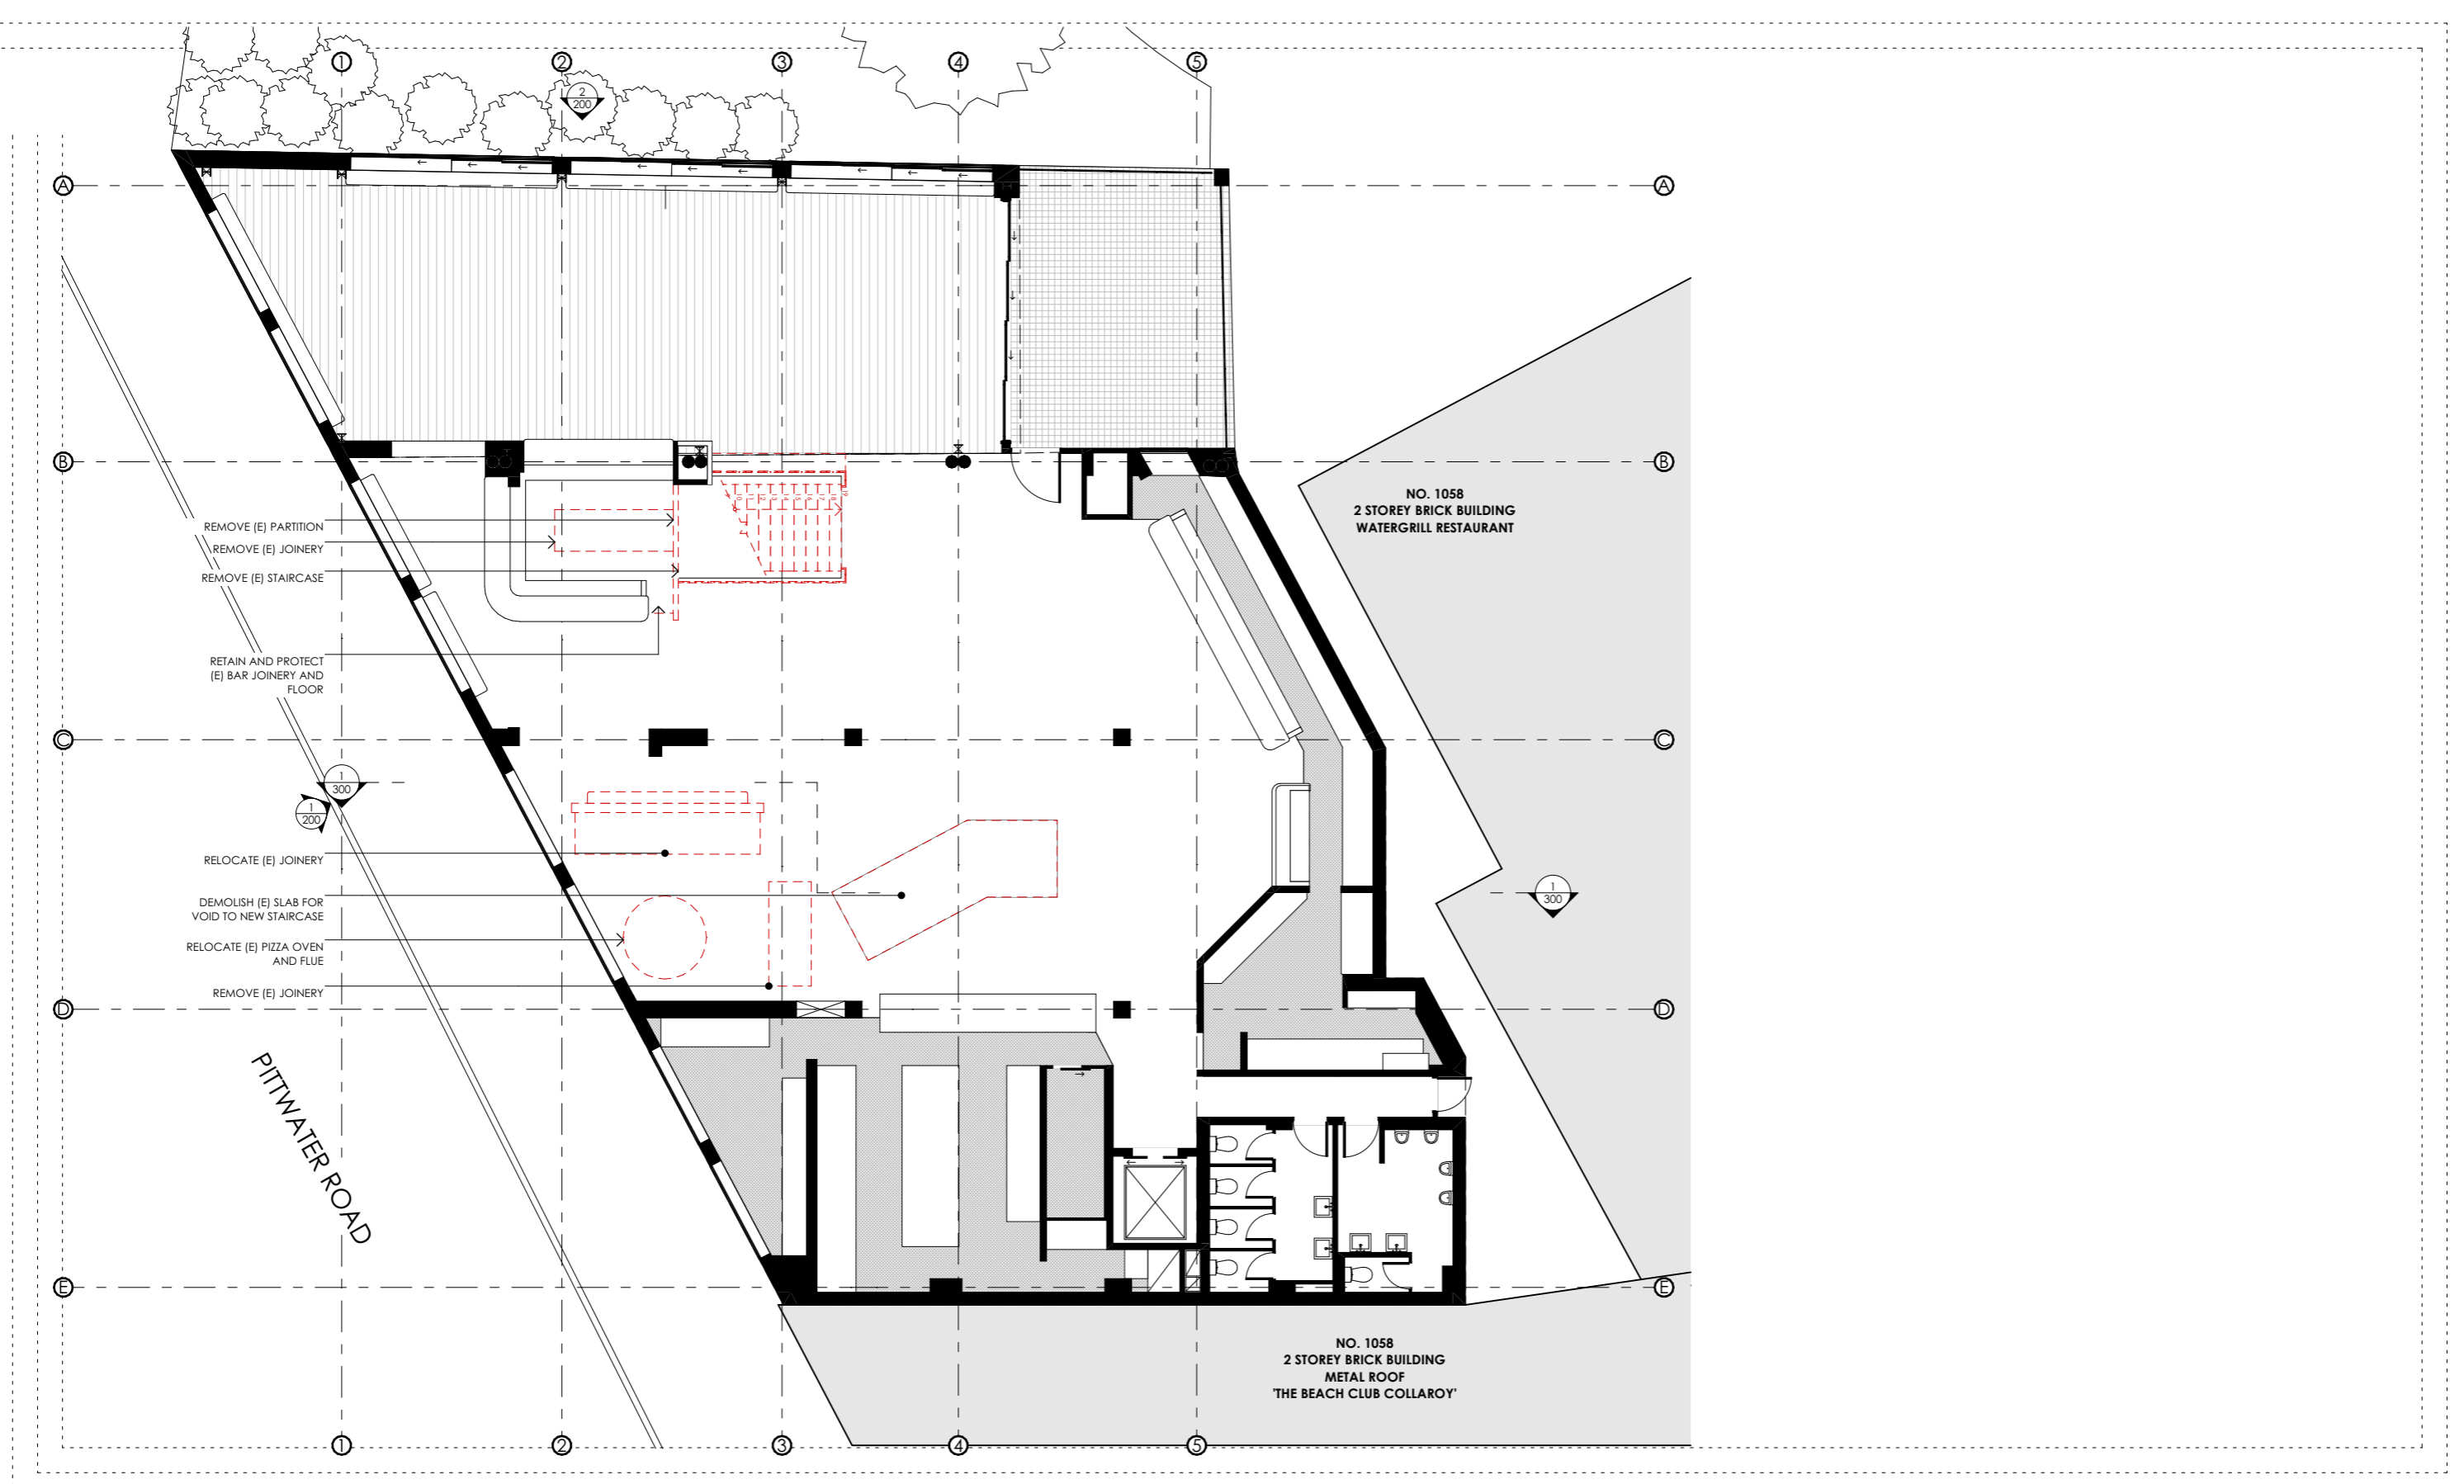 1
2
3
4
5
2
200
A
A
B
B
REMOVE (E) PARTITION
REMOVE (E) JOINERY
REMOVE (E) STAIRCASE
NO. 1058
2 STOREY BRICK BUILDING
WATERGRILL RESTAURANT
RETAIN AND PROTECT
(E) BAR JOINERY AND
FLOOR
C
C
1
300
1
200
RELOCATE (E) JOINERY
DEMOLISH (E) SLAB FOR
VOID TO NEW STAIRCASE
1
300
RELOCATE (E) PIZZA OVEN
AND FLUE
REMOVE (E) JOINERY
D
D
PITTWATER ROAD
E
E
NO. 1058
2 STOREY BRICK BUILDING
METAL ROOF
'THE BEACH CLUB COLLAROY'
1
2
3
4
5